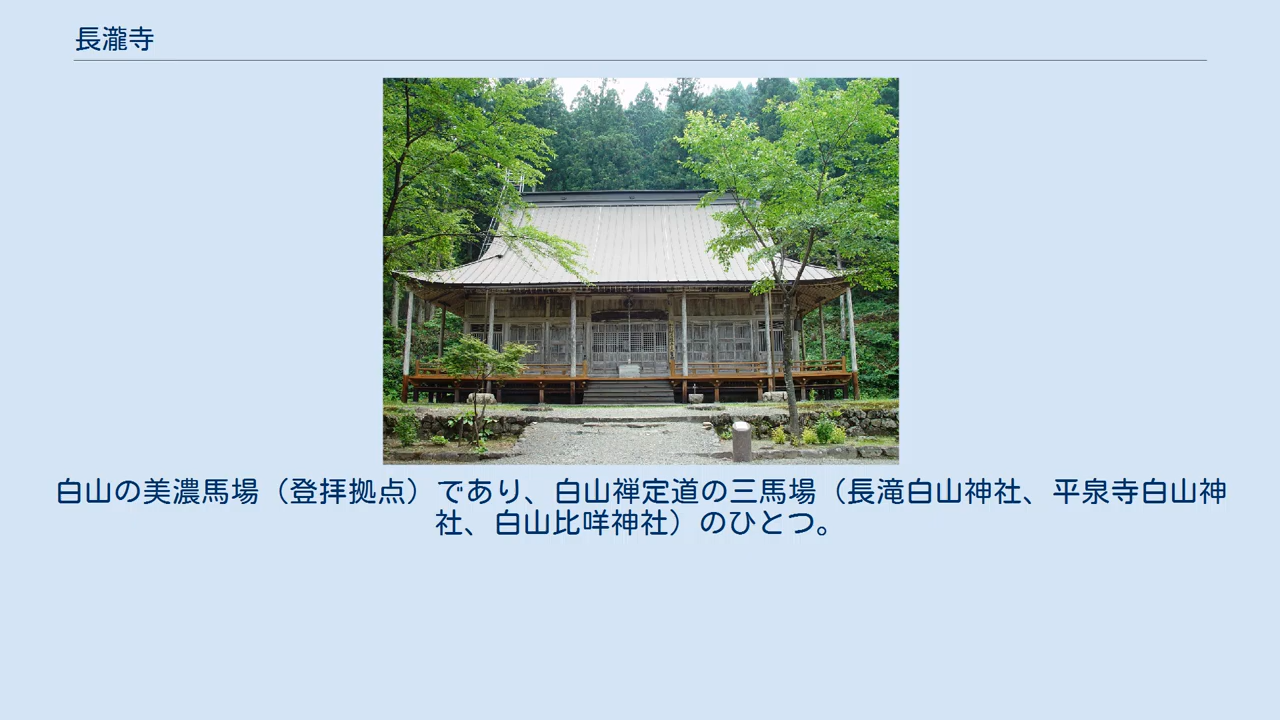 長瀧寺
白山の美濃馬場（登拝拠点）であり、白山禅定道の三馬場（長滝白山神社、平泉寺白山神
社、白山比咩神社）のひとつ。